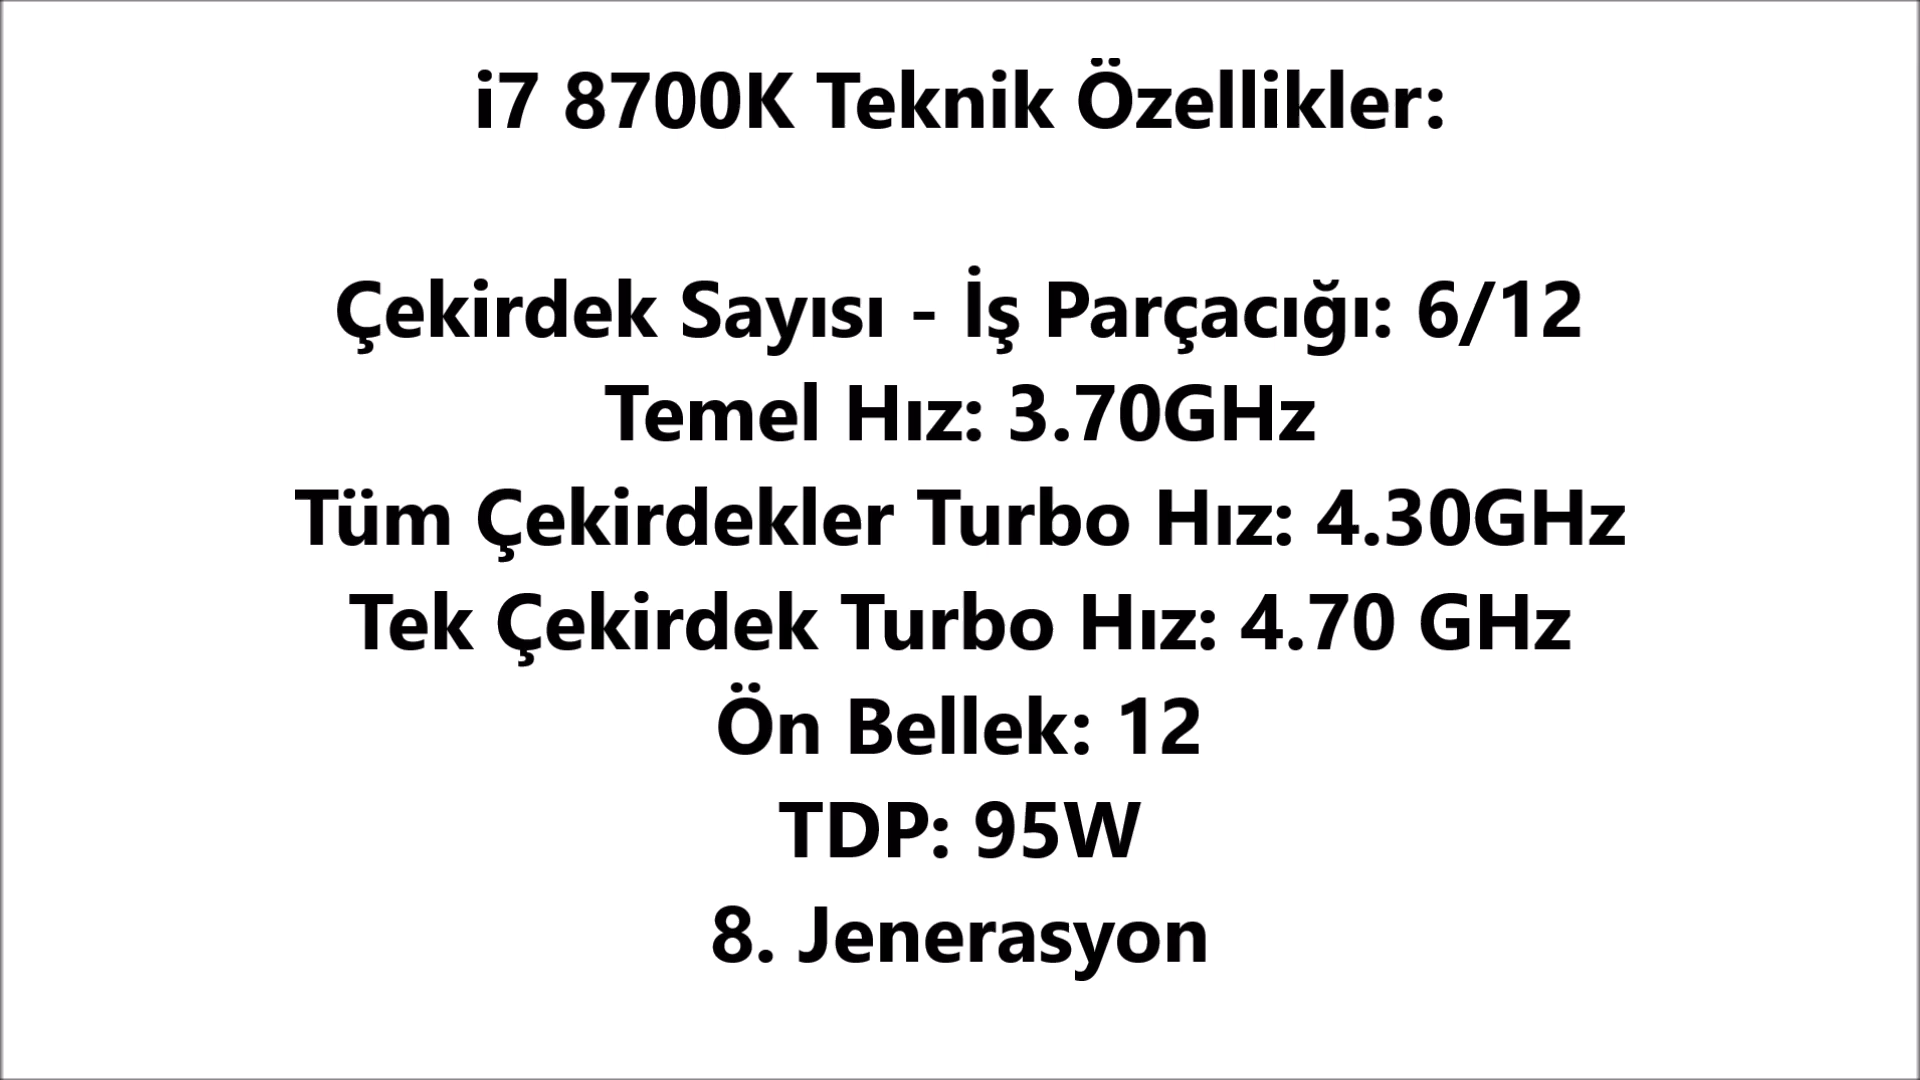 i7 8700K Teknik Özellikler:
Çekirdek Sayısı - İş Parçacığı: 6/12
Temel Hız: 3.70GHz
Tüm Çekirdekler Turbo Hız: 4.30GHz
Tek Çekirdek Turbo Hız: 4.70 GHz
Ön Bellek: 12
TDP: 95W
8. Jenerasyon